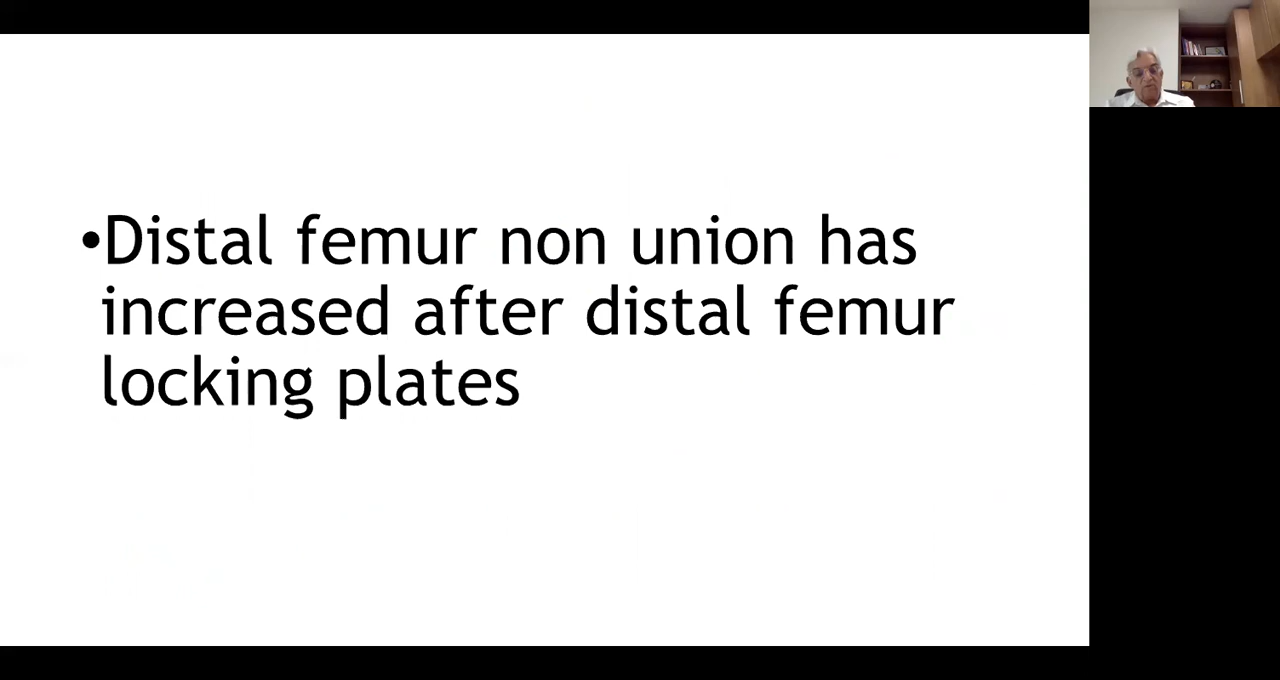 •Distal femur non union has
increased after distal femur
locking plates